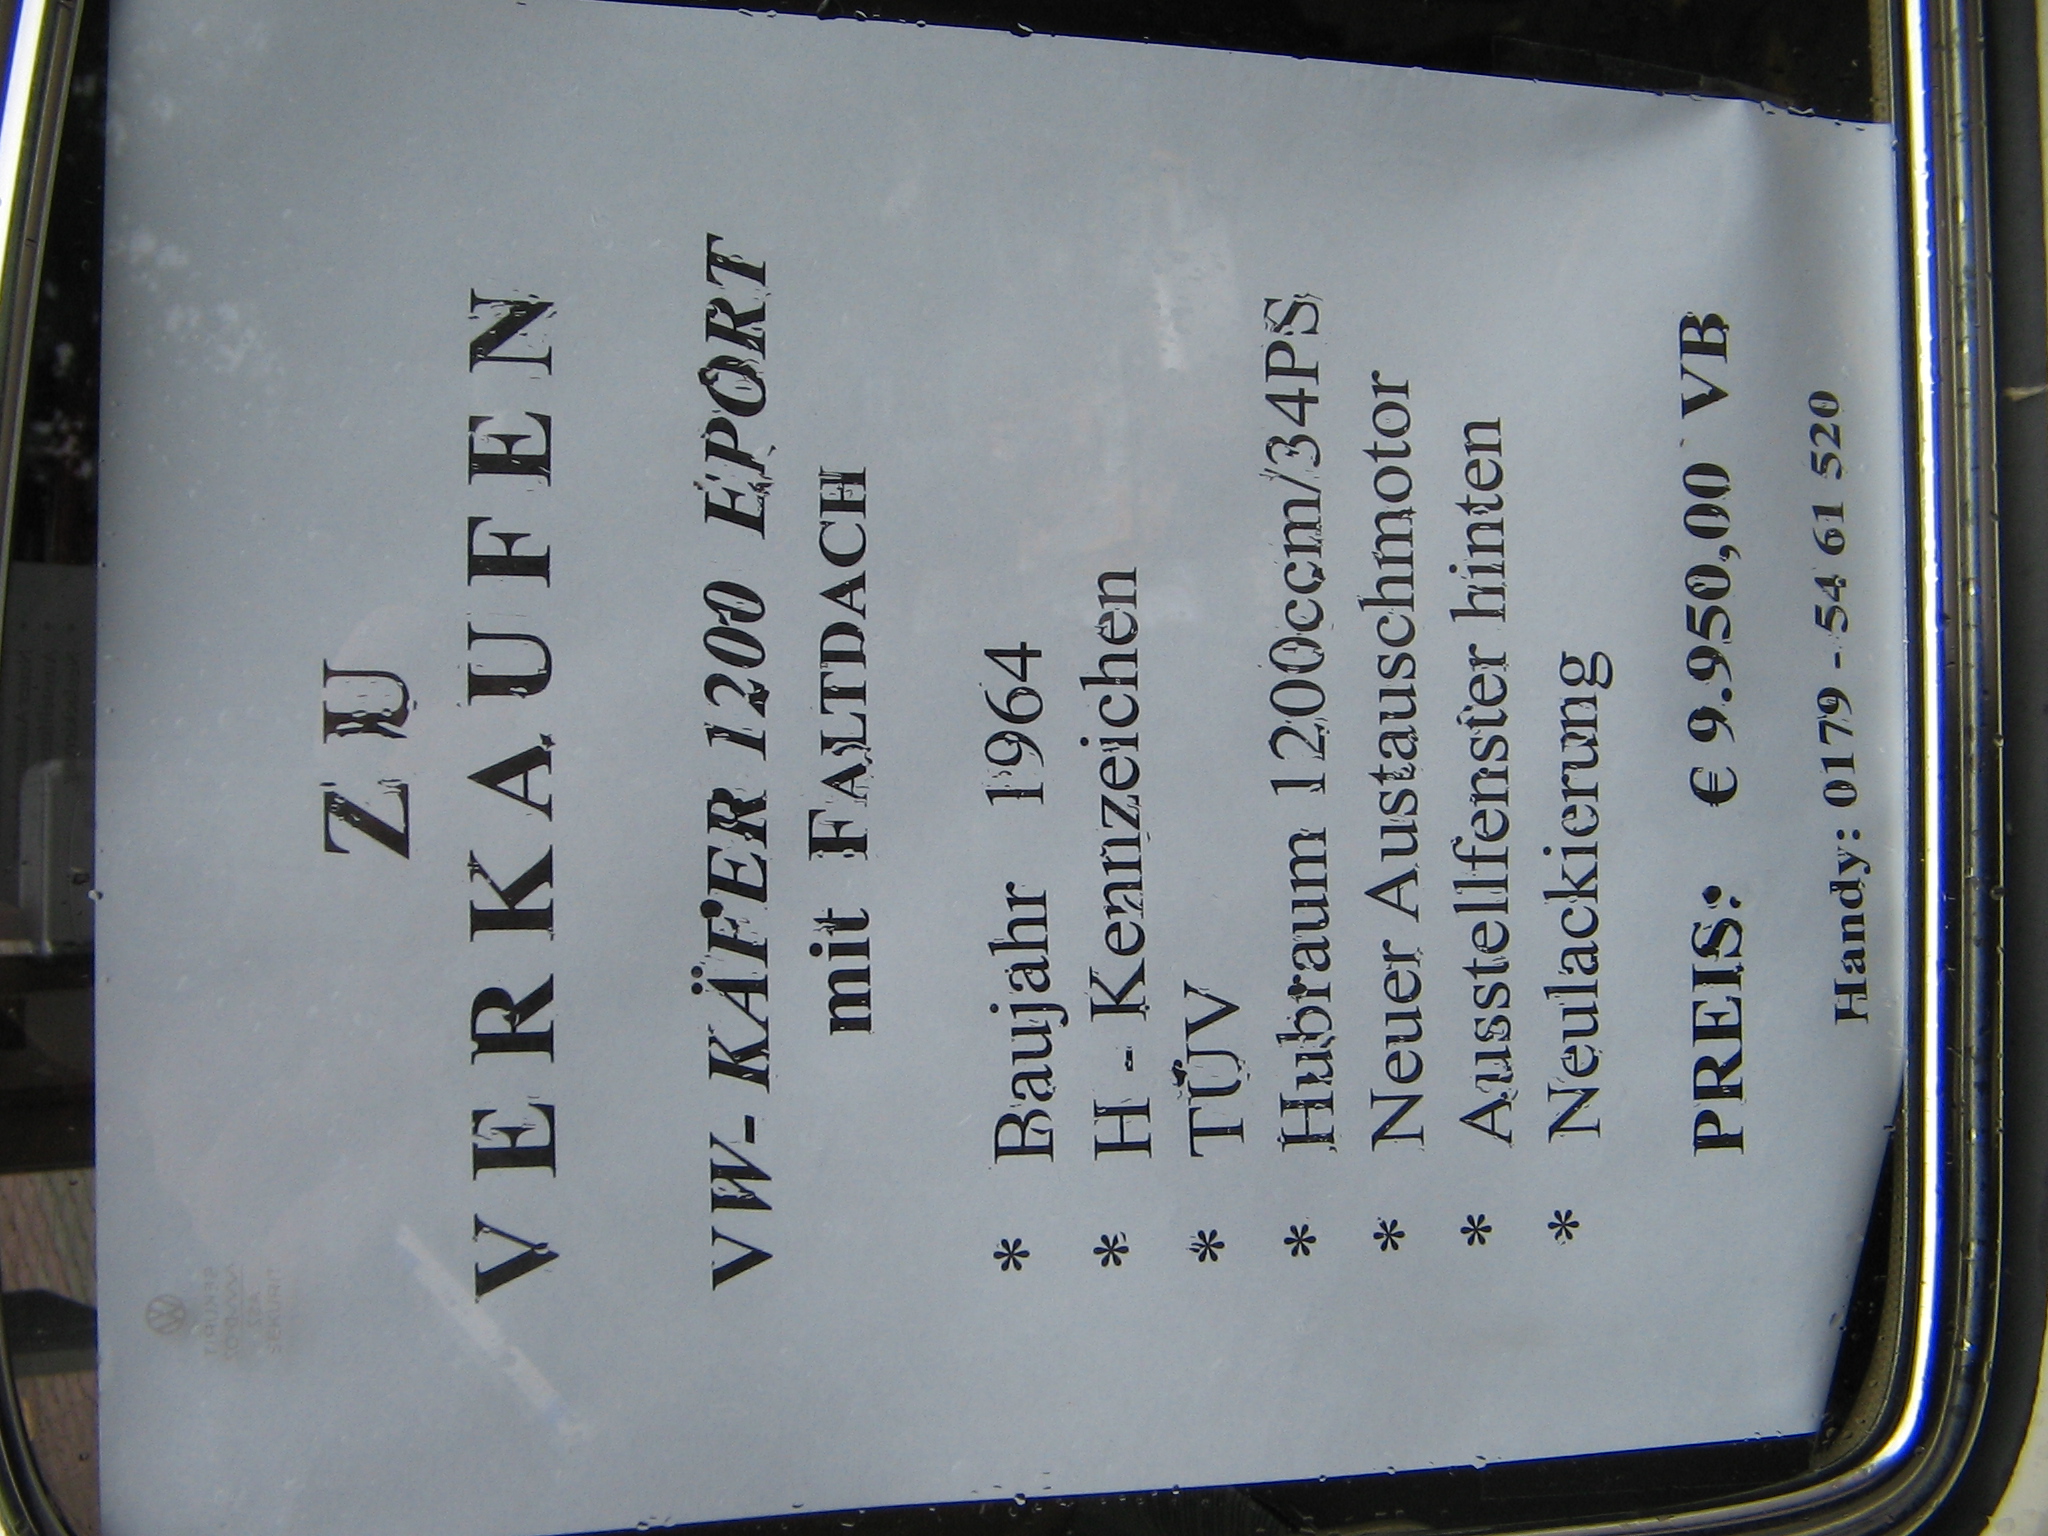 ZU
VERKAUFEN
VW-KÄFER 1200 EPORT
mit FALTDACH
* Baujahr 1964
* H - Kennzeichen
* TÜV
* Hubraum 1200ccm/34PS
* Neuer Austauschmotor
* Ausstellfenster hinten
* Neulackierung
PREIS: € 9.950,00 VB
Handy: 0179 - 54 61 520